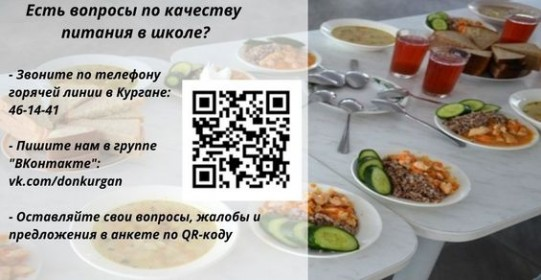 Есть вопросы по качеству
питания в школе?
- Звоните по телефону
горячей линии в Кургане:
46-14-41
- Пишите нам в группе
"ВКонтакте":
vk.com/donkurgan
- Оставляйте свои вопросы, жалобы и
предложения в анкете по QR-коду